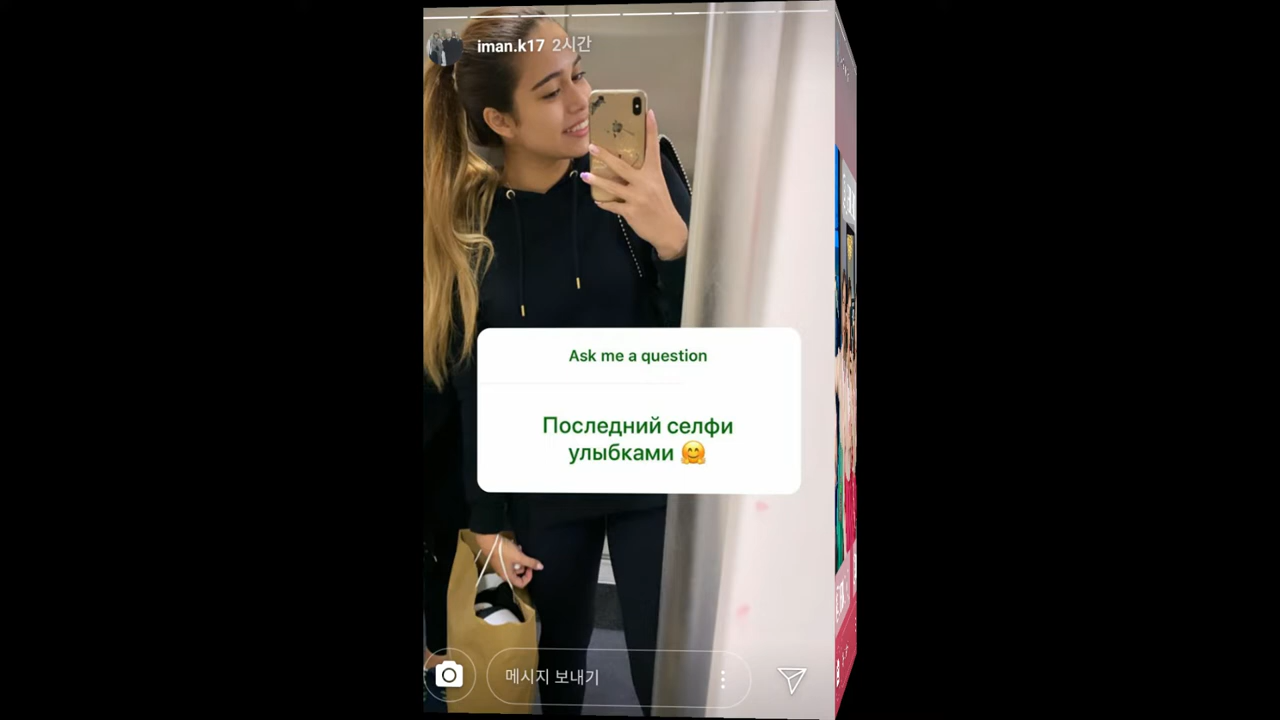 iman.k17 2시간
Ask me a question
Последний селфи
улыбками 🤗
메시지 보내기